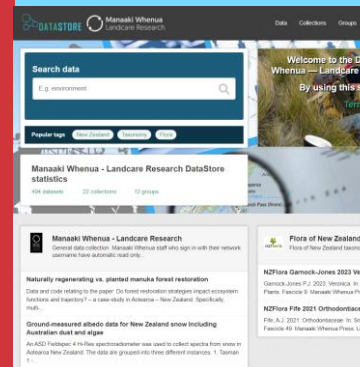 DATASTORE
Manaaki Whenua
Landcare Research
Data Collections Groups
Search data
E.g. environment
Popular tags New Zealand Taxonomy Flora
Welcome to the D
Whenua — Landcare
By using this s
Ter
Manaaki Whenua - Landcare Research DataStore
statistics
494 datasets 22 collections 12 groups
Manaaki Whenua - Landcare Research
General data collection. Manaaki Whenua staff who sign in with their network
username have automatic read only...
Naturally regenerating vs. planted manuka forest restoration
Data and code relating to the paper: Do forest restoration strategies impact ecosystem
functions and trajectory? – a case study in Aotearoa – New Zealand. Specifically,
multi-...
Ground-measured albedo data for New Zealand snow including
Australian dust and algae
An ASD Fieldspec 4 Hi-Res spectroradiometer was used to collect spectra from snow in
Aotearoa New Zealand. The data are grouped into three different instances. 1. Tasman
Flora of New Zealand
Flora of New Zealand taxono
NZFlora Garnock-Jones 2023 Ve
Garnock-Jones P.J. 2023. Veronica. In
Plants. Fascicle 9. Manaaki Whenua Pre
NZFlora Fife 2021 Orthodontiace
Fife, A.J. 2021. Orthodontiaceae. In: Sm
Fascicle 49. Manaaki Whenua Press, L